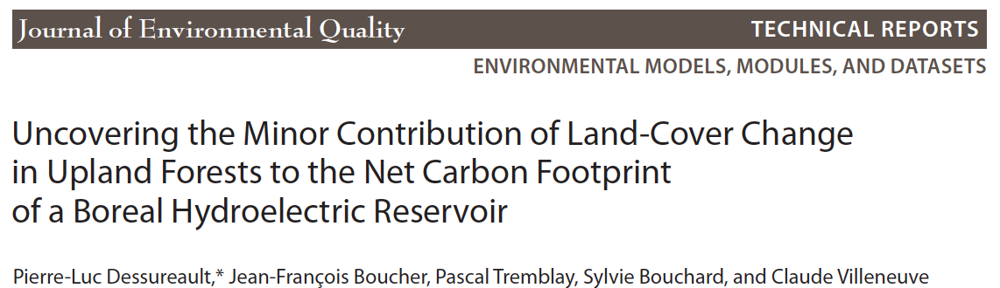 Journal of Environmental Quality
TECHNICAL REPORTS
ENVIRONMENTAL MODELS, MODULES, AND DATASETS
Uncovering the Minor Contribution of Land-Cover Change
in Upland Forests to the Net Carbon Footprint
of a Boreal Hydroelectric Reservoir
Pierre-Luc Dessureault,* Jean-François Boucher, Pascal Tremblay, Sylvie Bouchard, and Claude Villeneuve